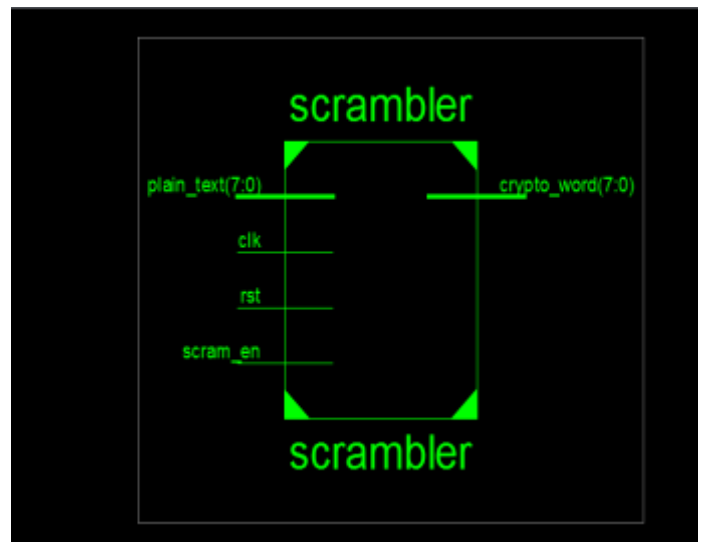 scrambler
plain_text(7:0)
crypto_word(7:0)
clk
rst
scram_en
scrambler